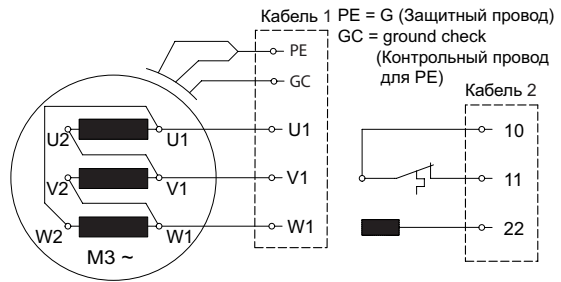 Кабель 1
PE = G (Защитный провод)
GC = ground check
(Контрольный провод
для PE)
Кабель 2
PE
GC
U2
U1
U1
10
V2
V1
V1
11
W2
W1
W1
22
M3 ~